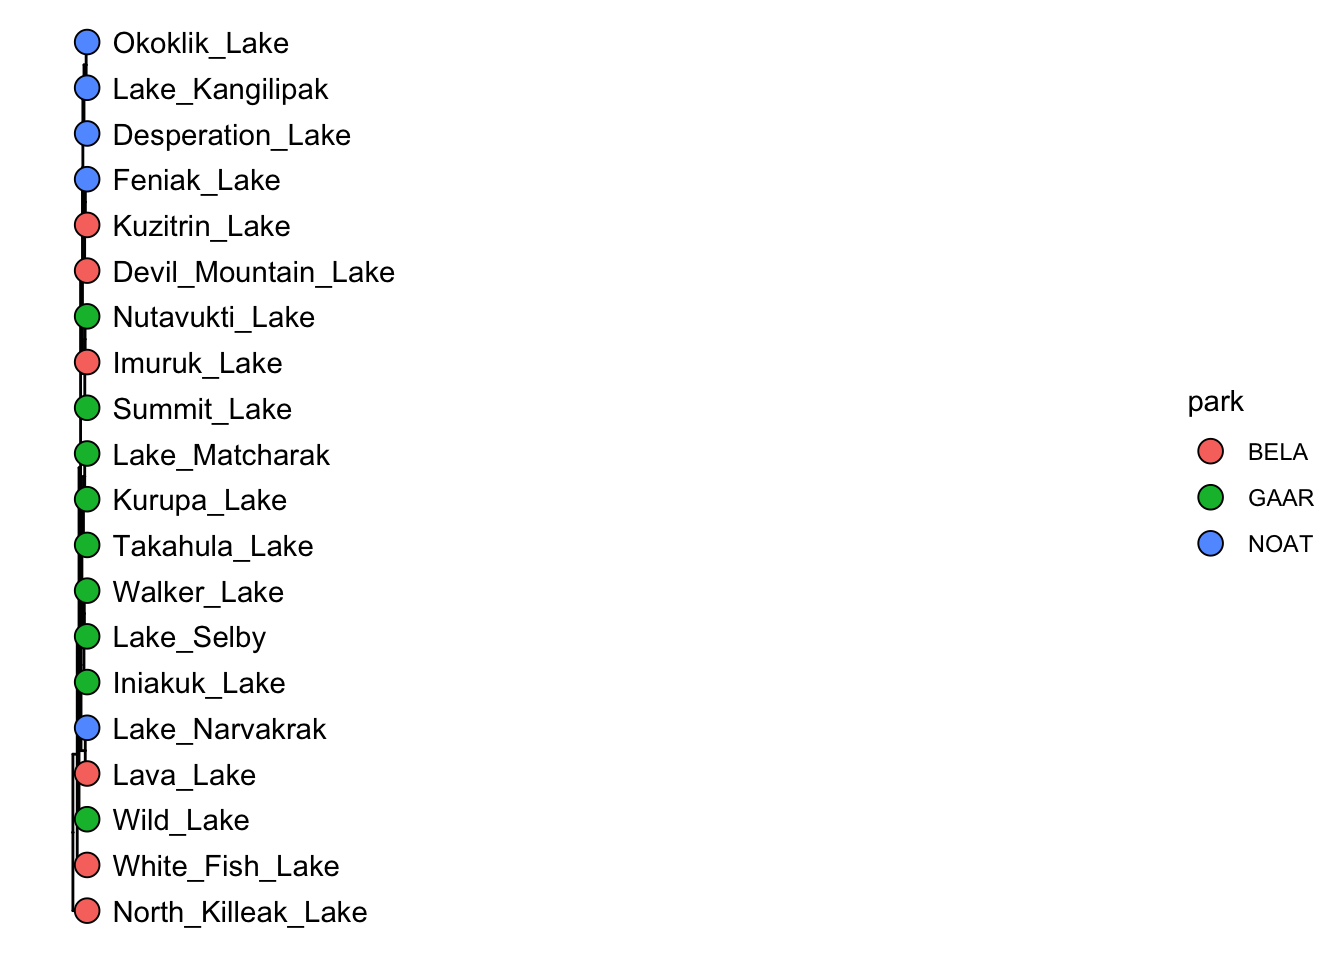 Okoklik_Lake
Lake_Kangilipak
Desperation_Lake
Feniak_Lake
Kuzitrin_Lake
Devil_Mountain_Lake
Nutavukti_Lake
Imuruk_Lake
Summit_Lake
Lake_Matcharak
Kurupa_Lake
Takahula_Lake
Walker_Lake
Lake_Selby
Iniakuk_Lake
Lake_Narvakrak
Lava_Lake
Wild_Lake
White_Fish_Lake
North_Killeak_Lake
park
BELA
GAAR
NOAT